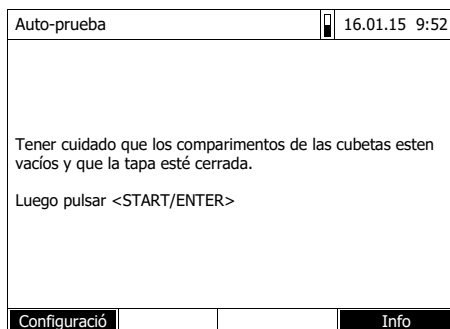 Auto-prueba
16.01.15 9:52
Tener cuidado que los comparimentos de las cubetas esten
vacíos y que la tapa esté cerrada.
Luego pulsar <START/ENTER>
Configuració
Info